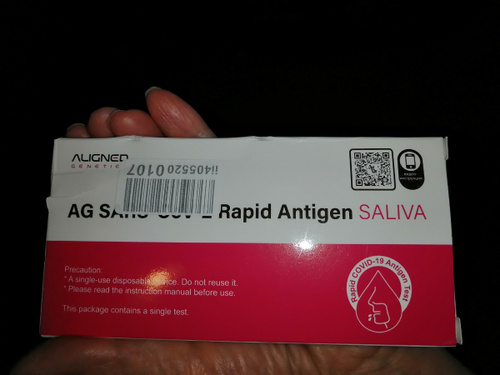 ALIGNED
GENETIC
ii405520 0107
AG SARS-CoV-2 Rapid Antigen SALIVA
Precaution:
* A single-use disposable device. Do not reuse it.
* Please read the instruction manual before use.
This package contains a single test.
Rapid COVID-19 Antigen Test